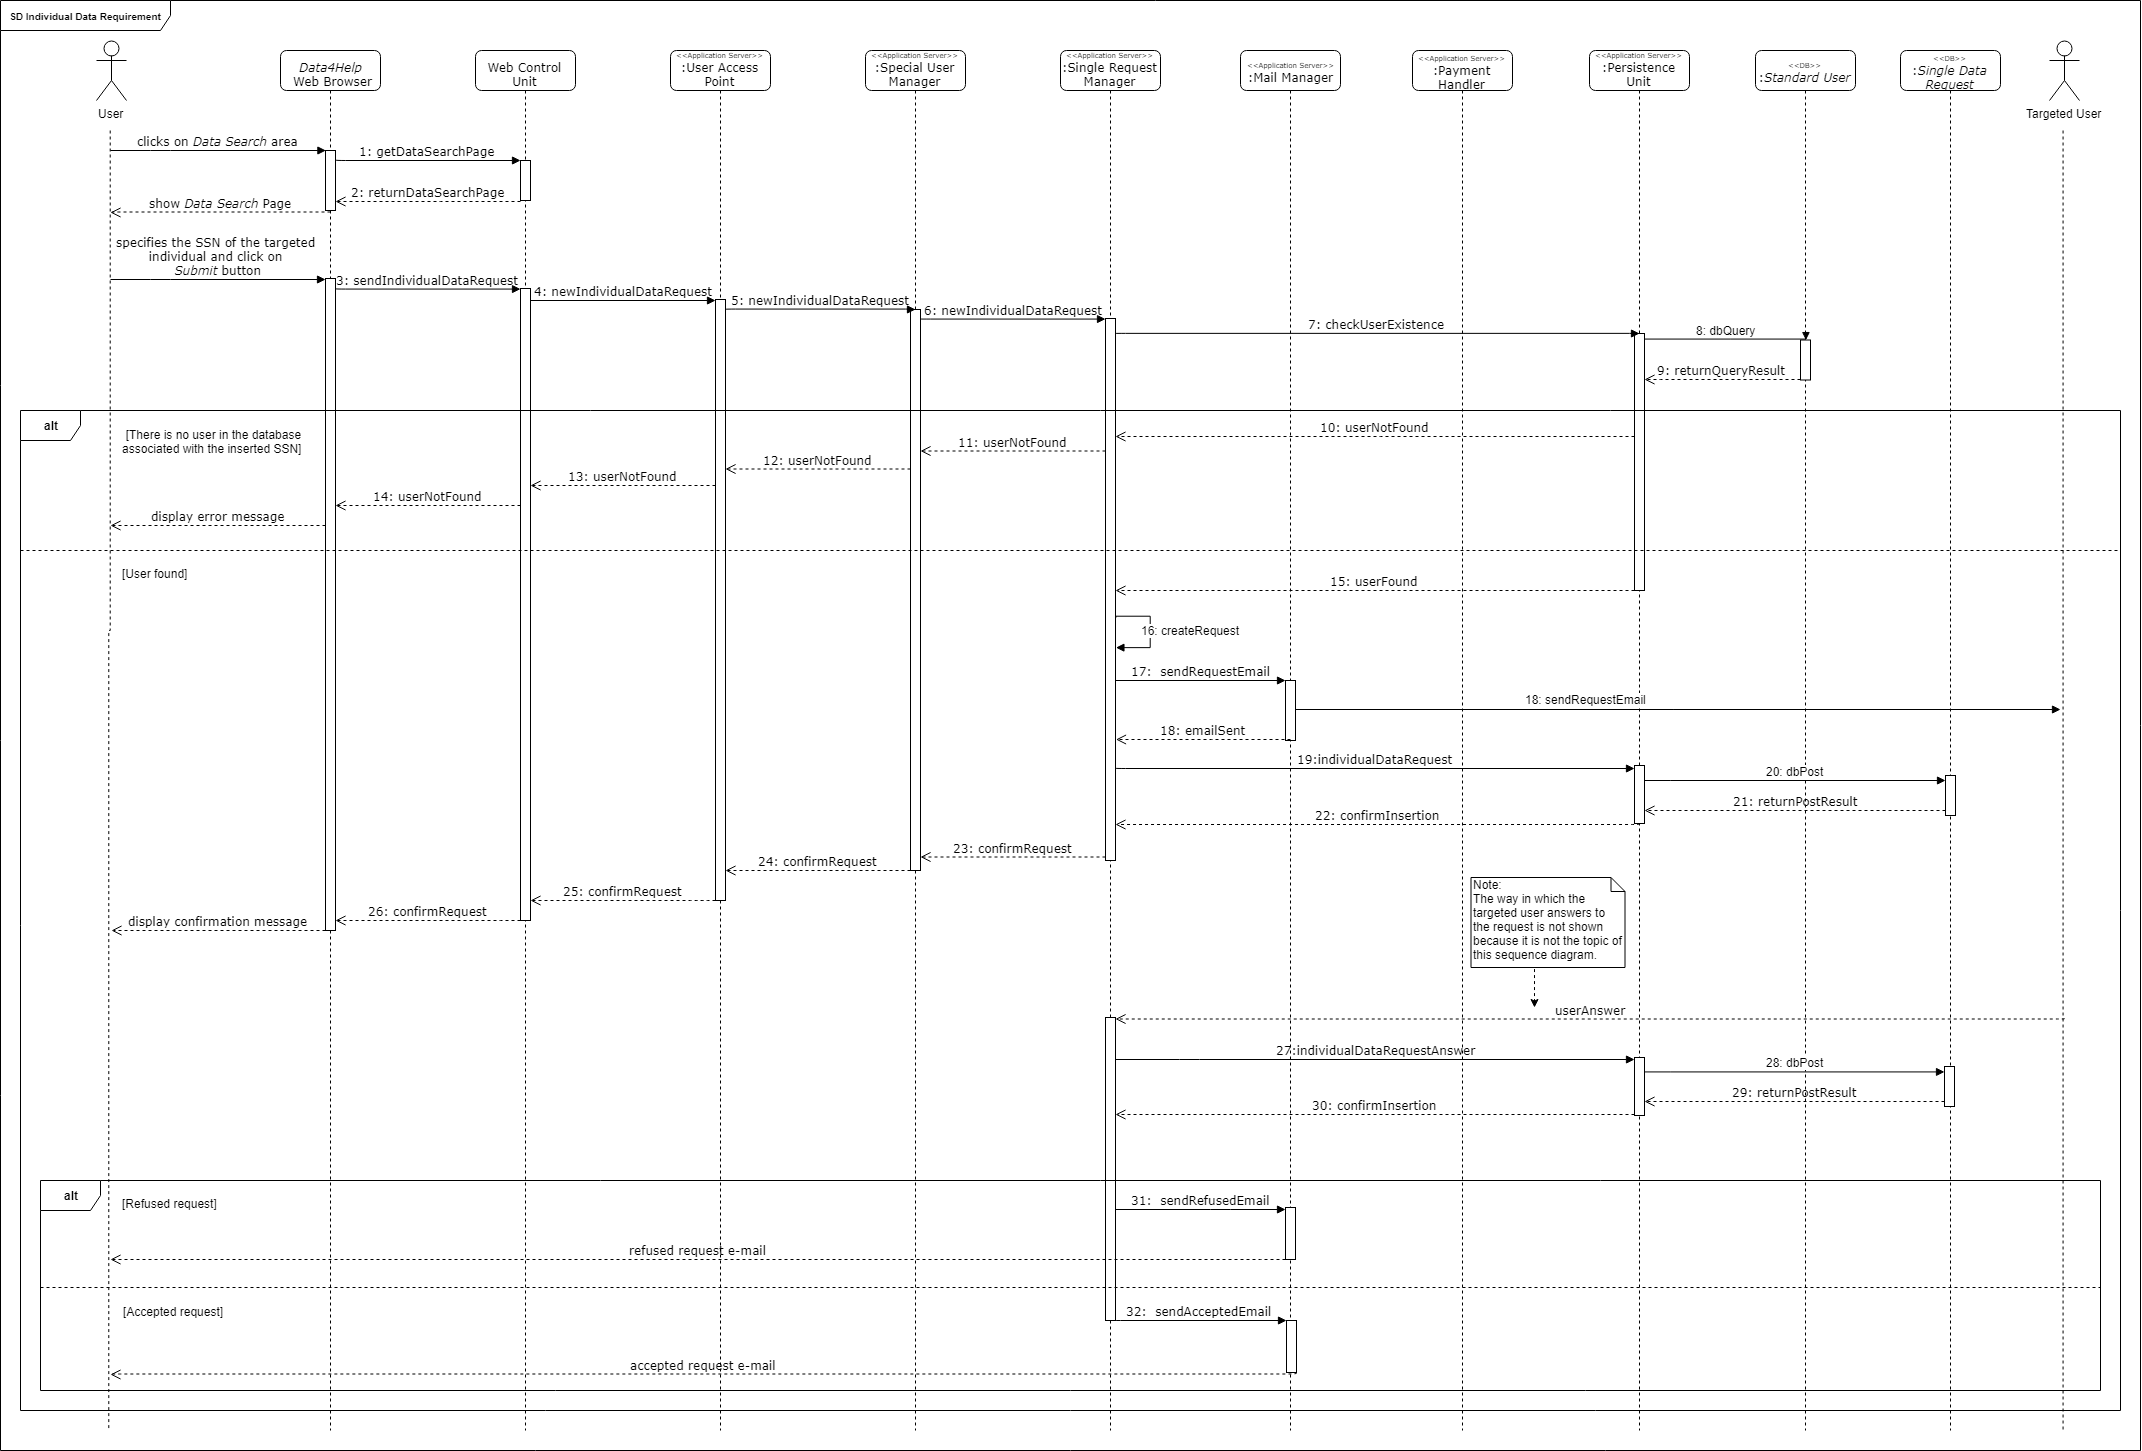 SD Individual Data Requirement
User
Data4Help
Web Browser
Web Control
Unit
<<Application Server>>
:User Access
Point
<<Application Server>>
:Special User
Manager
<<Application Server>>
:Single Request
Manager
<<Application Server>>
:Mail Manager
<<Application Server>>
:Payment
Handler
<<Application Server>>
:Persistence
Unit
<<DB>>
:Standard User
<<DB>>
:Single Data
Request
Targeted User
clicks on Data Search area
1: getDataSearchPage
2: returnDataSearchPage
show Data Search Page
specifies the SSN of the targeted
individual and click on
Submit button
3: sendIndividualDataRequest
4: newIndividualDataRequest
5: newIndividualDataRequest
6: newIndividualDataRequest
7: checkUserExistence
8: dbQuery
9: returnQueryResult
alt
[There is no user in the database
associated with the inserted SSN]
10: userNotFound
11: userNotFound
12: userNotFound
13: userNotFound
14: userNotFound
display error message
[User found]
15: userFound
16: createRequest
17:  sendRequestEmail
18: sendRequestEmail
18: emailSent
19:individualDataRequest
20: dbPost
21: returnPostResult
22: confirmInsertion
23: confirmRequest
24: confirmRequest
25: confirmRequest
26: confirmRequest
display confirmation message
Note:
The way in which the
targeted user answers to
the request is not shown
because it is not the topic of
this sequence diagram.
userAnswer
27:individualDataRequestAnswer
28: dbPost
29: returnPostResult
30: confirmInsertion
alt
[Refused request]
31:  sendRefusedEmail
refused request e-mail
[Accepted request]
32:  sendAcceptedEmail
accepted request e-mail